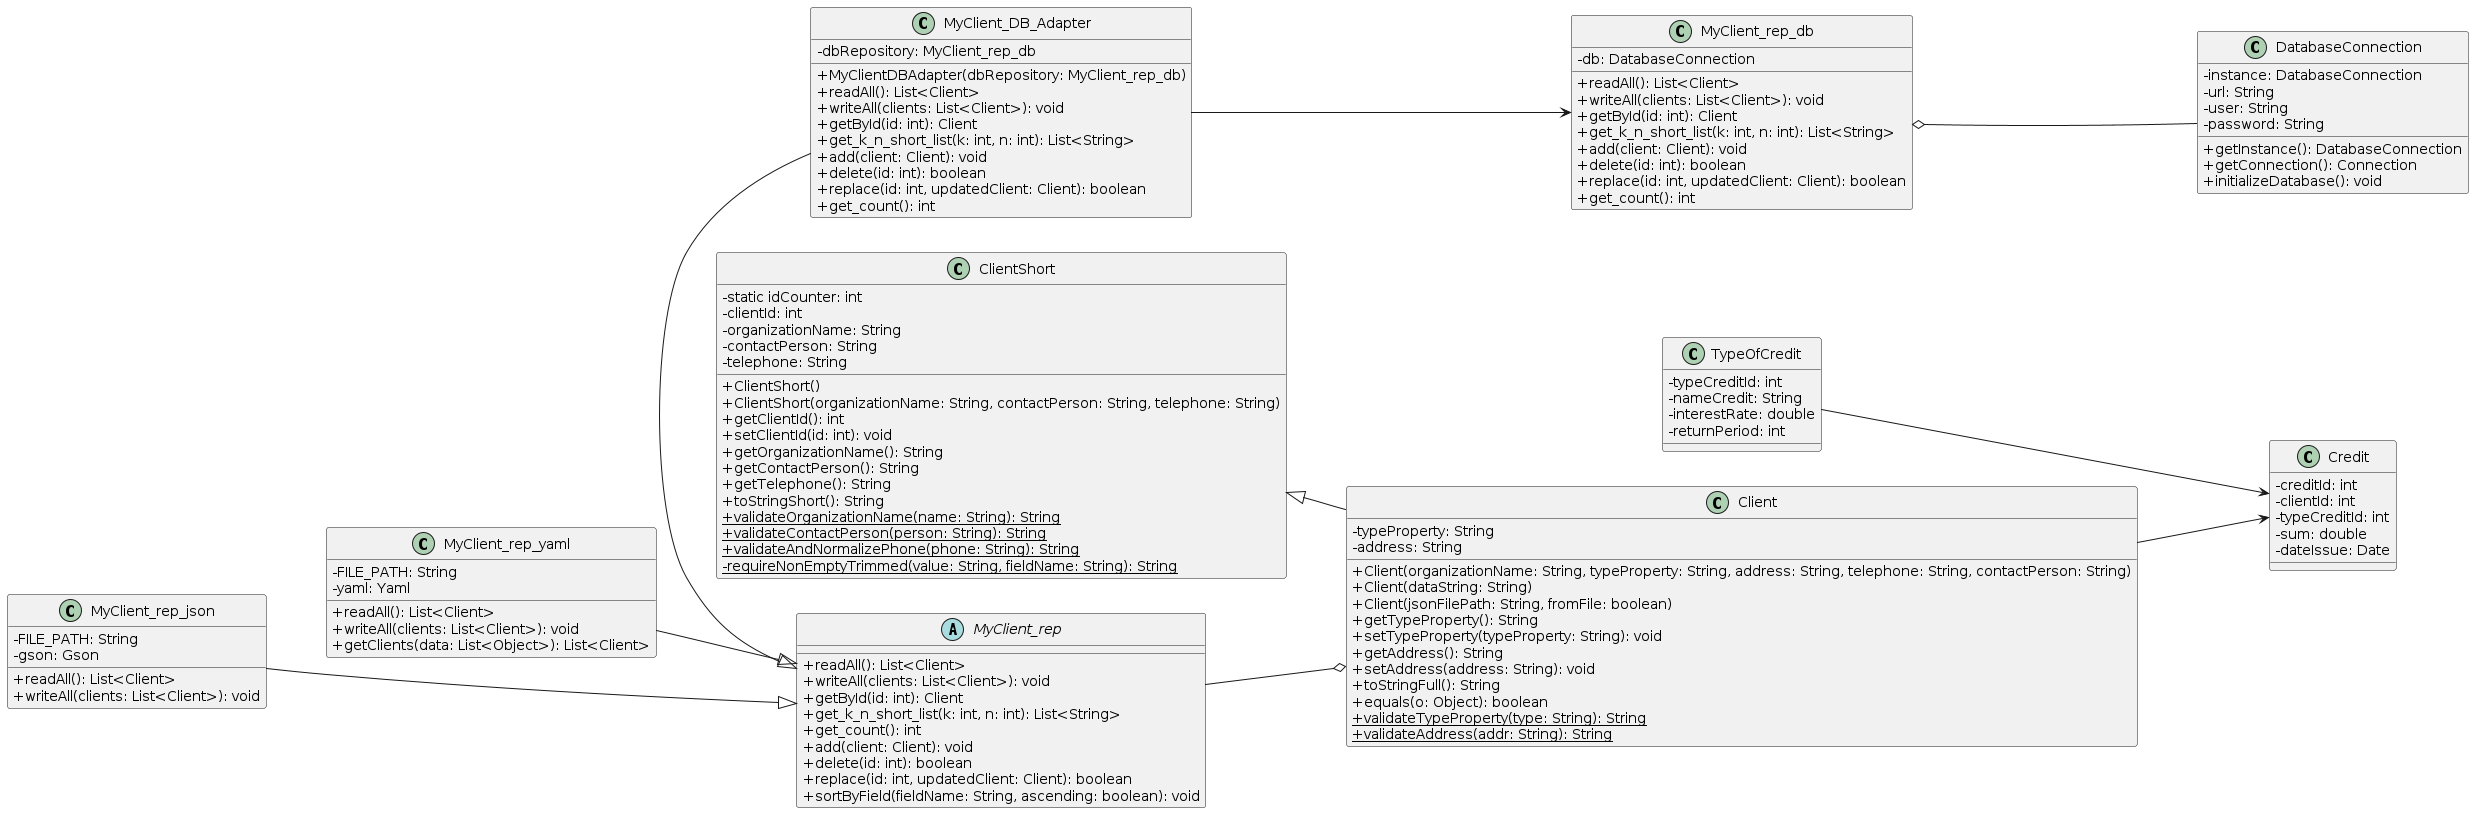 C MyClient_DB_Adapter
-dbRepository: MyClient_rep_db
+MyClientDBAdapter(dbRepository: MyClient_rep_db)
+readAll(): List<Client>
+writeAll(clients: List<Client>): void
+getById(id: int): Client
+get_k_n_short_list(k: int, n: int): List<String>
+add(client: Client): void
+delete(id: int): boolean
+replace(id: int, updatedClient: Client): boolean
+get_count(): int
C MyClient_rep_db
-db: DatabaseConnection
+readAll(): List<Client>
+writeAll(clients: List<Client>): void
+getById(id: int): Client
+get_k_n_short_list(k: int, n: int): List<String>
+add(client: Client): void
+delete(id: int): boolean
+replace(id: int, updatedClient: Client): boolean
+get_count(): int
C DatabaseConnection
-instance: DatabaseConnection
-url: String
-user: String
-password: String
+getInstance(): DatabaseConnection
+getConnection(): Connection
+initializeDatabase(): void
C ClientShort
-static idCounter: int
-clientId: int
-organizationName: String
-contactPerson: String
-telephone: String
+ClientShort()
+ClientShort(organizationName: String, contactPerson: String, telephone: String)
+getClientId(): int
+setClientId(id: int): void
+getOrganizationName(): String
+getContactPerson(): String
+getTelephone(): String
+toStringShort(): String
+validateOrganizationName(name: String): String
+validateContactPerson(person: String): String
+validateAndNormalizePhone(phone: String): String
-requireNonEmptyTrimmed(value: String, fieldName: String): String
C TypeOfCredit
-typeCreditId: int
-nameCredit: String
-interestRate: double
-returnPeriod: int
C Credit
-creditId: int
-clientId: int
-typeCreditId: int
-sum: double
-dateIssue: Date
C Client
-typeProperty: String
-address: String
+Client(organizationName: String, typeProperty: String, address: String, telephone: String, contactPerson: String)
+Client(dataString: String)
+Client(jsonFilePath: String, fromFile: boolean)
+getTypeProperty(): String
+setTypeProperty(typeProperty: String): void
+getAddress(): String
+setAddress(address: String): void
+toStringFull(): String
+equals(o: Object): boolean
+validateTypeProperty(type: String): String
+validateAddress(addr: String): String
C MyClient_rep_yaml
-FILE_PATH: String
-yaml: Yaml
+readAll(): List<Client>
+writeAll(clients: List<Client>): void
+getClients(data: List<Object>): List<Client>
C MyClient_rep_json
-FILE_PATH: String
-gson: Gson
+readAll(): List<Client>
+writeAll(clients: List<Client>): void
A MyClient_rep
+readAll(): List<Client>
+writeAll(clients: List<Client>): void
+getById(id: int): Client
+get_k_n_short_list(k: int, n: int): List<String>
+get_count(): int
+add(client: Client): void
+delete(id: int): boolean
+replace(id: int, updatedClient: Client): boolean
+sortByField(fieldName: String, ascending: boolean): void